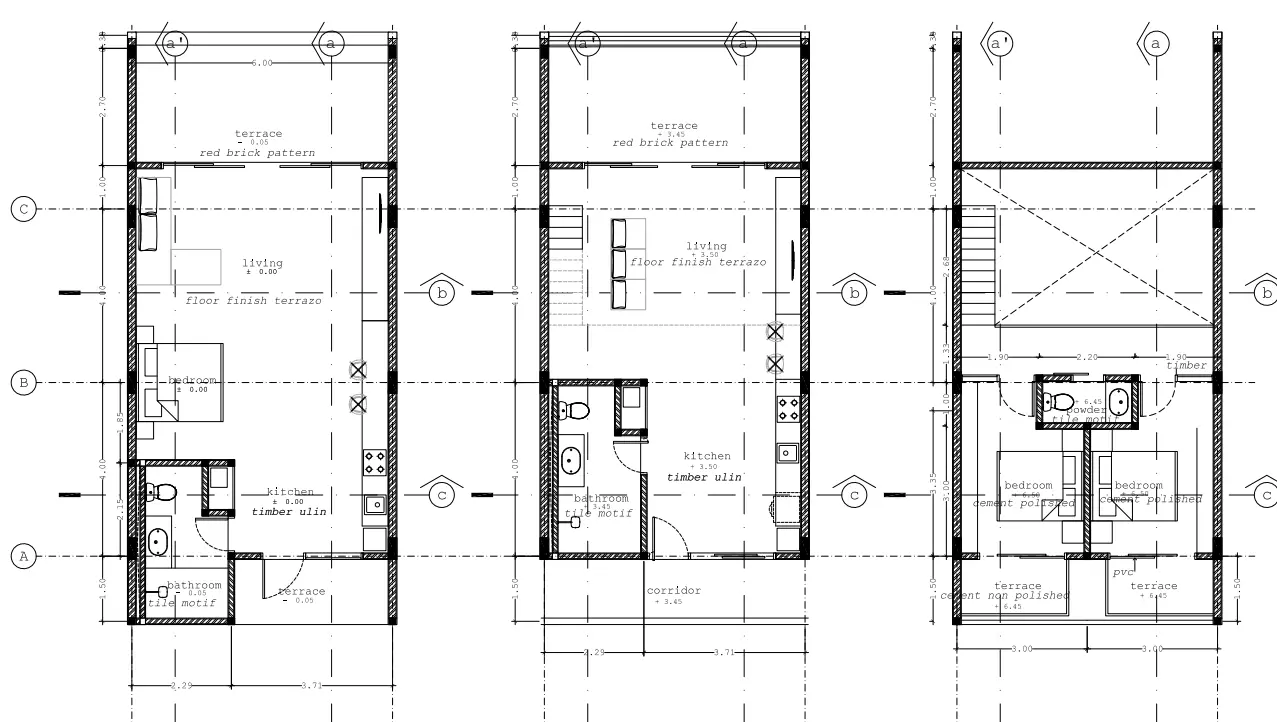 a'
a
.38
6.00
2.70
terrace
- 0.05
red brick pattern
1.00
C
living
± 0.00
4.00
floor finish terrazo
b
B
bedroom
± 0.00
1.85
4.00
kitchen
± 0.00
timber ulin
c
2.15
A
bathroom
- 0.05
tile motif
terrace
- 0.05
1.50
2.29
3.71
a'
a
.38
2.70
terrace
+ 3.45
red brick pattern
1.00
living
+ 3.50
floor finish terrazo
4.00
b
kitchen
+ 3.50
timber ulin
4.00
c
bathroom
+ 3.45
tile motif
corridor
+ 3.45
1.50
2.29
3.71
a'
a
.38
2.70
1.00
2.68
4.00
b
1.33
1.90
2.20
1.90
timber
1.00
+ 6.45
powder
tile motif
3.35
3.00
bedroom
+ 6.50
cement polished
bedroom
+ 6.50
cement polished
c
pvc
terrace
cement non polished
+ 6.45
terrace
+ 6.45
1.50
1.50
3.00
3.00